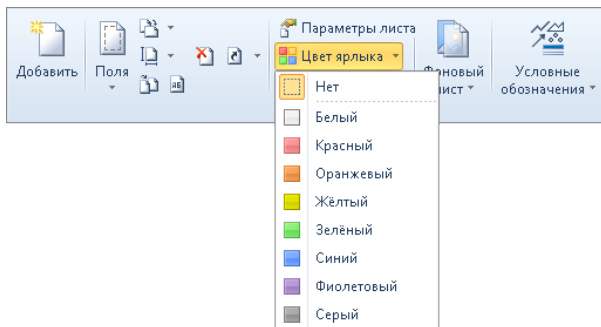 Добавить
Поля
Параметры листа
Цвет ярлыка
Фоновый
лист
Условные
обозначения
Нет
Белый
Красный
Оранжевый
Жёлтый
Зелёный
Синий
Фиолетовый
Серый